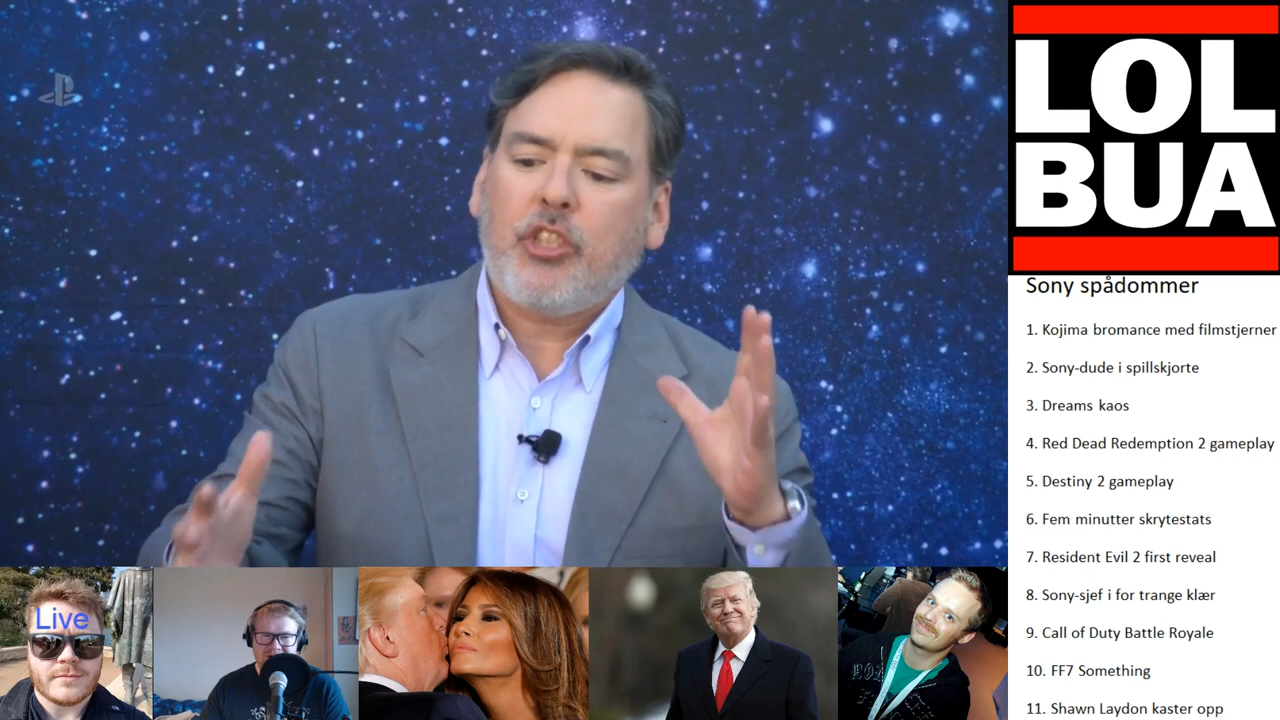 LOL
BUA
Sony spådommer
1. Kojima bromance med filmstjerner
2. Sony-dude i spillskjorte
3. Dreams kaos
4. Red Dead Redemption 2 gameplay
5. Destiny 2 gameplay
6. Fem minutter skrytestats
7. Resident Evil 2 first reveal
8. Sony-sjef i for trange klær
9. Call of Duty Battle Royale
10. FF7 Something
11. Shawn Laydon kaster opp
Live